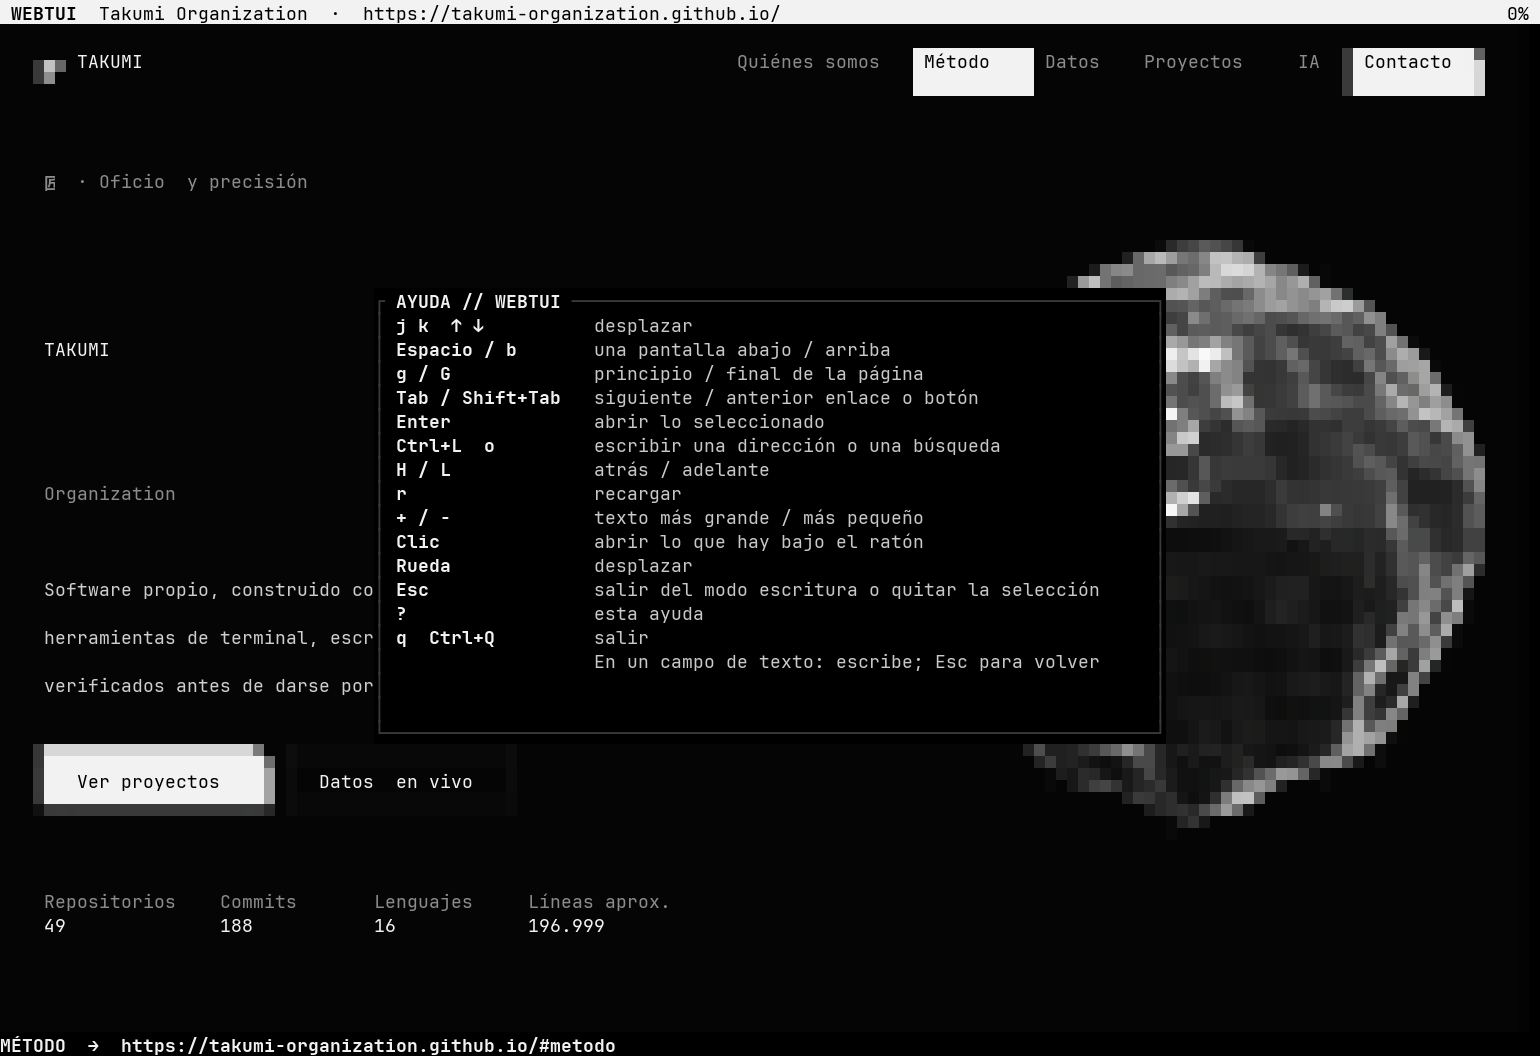 WEBTUI Takumi Organization · https://takumi-organization.github.io/ 0%
TAKUMI Quiénes somos Método Datos Proyectos IA Contacto
· Oficio y precisión
AYUDA // WEBTUI
j k ↑ ↓ desplazar
Espacio / b una pantalla abajo / arriba
g / G principio / final de la página
Tab / Shift+Tab siguiente / anterior enlace o botón
Enter abrir lo seleccionado
Ctrl+L o escribir una dirección o una búsqueda
H / L atrás / adelante
r recargar
+ / - texto más grande / más pequeño
Clic abrir lo que hay bajo el ratón
Rueda desplazar
Esc salir del modo escritura o quitar la selección
? esta ayuda
q Ctrl+Q salir
En un campo de texto: escribe; Esc para volver
TAKUMI
Organization
Software propio, construido co
herramientas de terminal, escr
verificados antes de darse por
Ver proyectos Datos en vivo
Repositorios Commits Lenguajes Líneas aprox.
49 188 16 196.999
MÉTODO → https://takumi-organization.github.io/#metodo